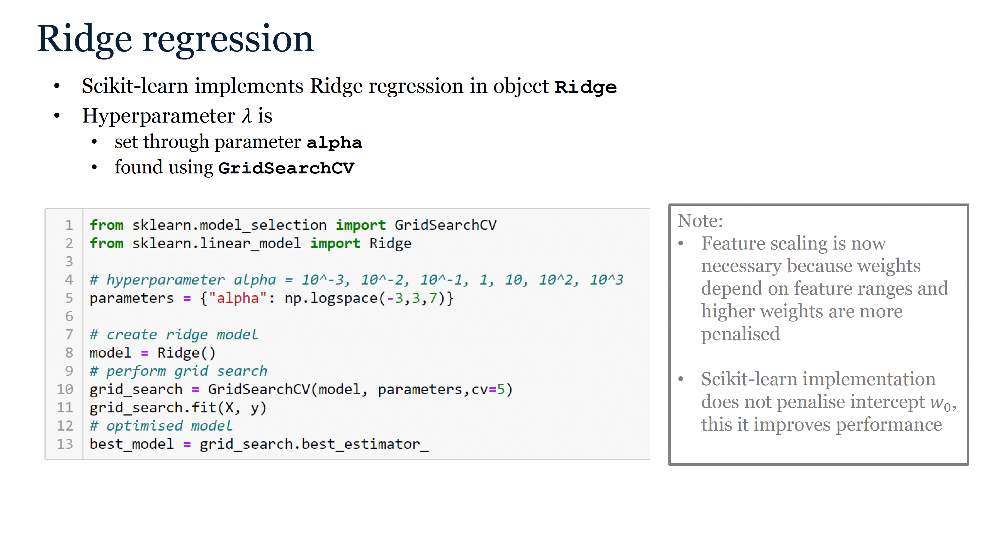 Ridge regression
• Scikit-learn implements Ridge regression in object Ridge
• Hyperparameter λ is
• set through parameter alpha
• found using GridSearchCV
1 from sklearn.model_selection import GridSearchCV
2 from sklearn.linear_model import Ridge
3
4 # hyperparameter alpha = 10^-3, 10^-2, 10^-1, 1, 10, 10^2, 10^3
5 parameters = {"alpha": np.logspace(-3,3,7)}
6
7 # create ridge model
8 model = Ridge()
9 # perform grid search
10 grid_search = GridSearchCV(model, parameters,cv=5)
11 grid_search.fit(X, y)
12 # optimised model
13 best_model = grid_search.best_estimator_
Note:
• Feature scaling is now
necessary because weights
depend on feature ranges and
higher weights are more
penalised
• Scikit-learn implementation
does not penalise intercept w₀,
this it improves performance